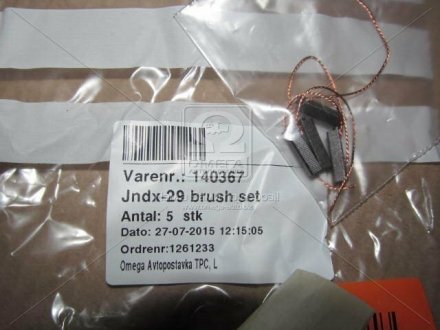 Varenr.: 140367
Jndx-29 brush set
Antal: 5 stk
Dato: 27-07-2015 12:15:05
Ordrenr:1261233
Omega Avtopostavka TPC, L
OMEGA